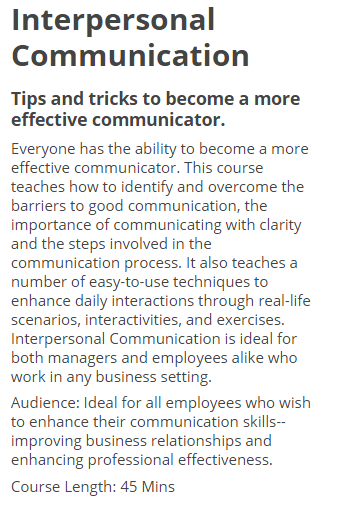 Interpersonal
Communication
Tips and tricks to become a more
effective communicator.
Everyone has the ability to become a more
effective communicator. This course
teaches how to identify and overcome the
barriers to good communication, the
importance of communicating with clarity
and the steps involved in the
communication process. It also teaches a
number of easy-to-use techniques to
enhance daily interactions through real-life
scenarios, interactivities, and exercises.
Interpersonal Communication is ideal for
both managers and employees alike who
work in any business setting.
Audience: Ideal for all employees who wish
to enhance their communication skills--
improving business relationships and
enhancing professional effectiveness.
Course Length: 45 Mins